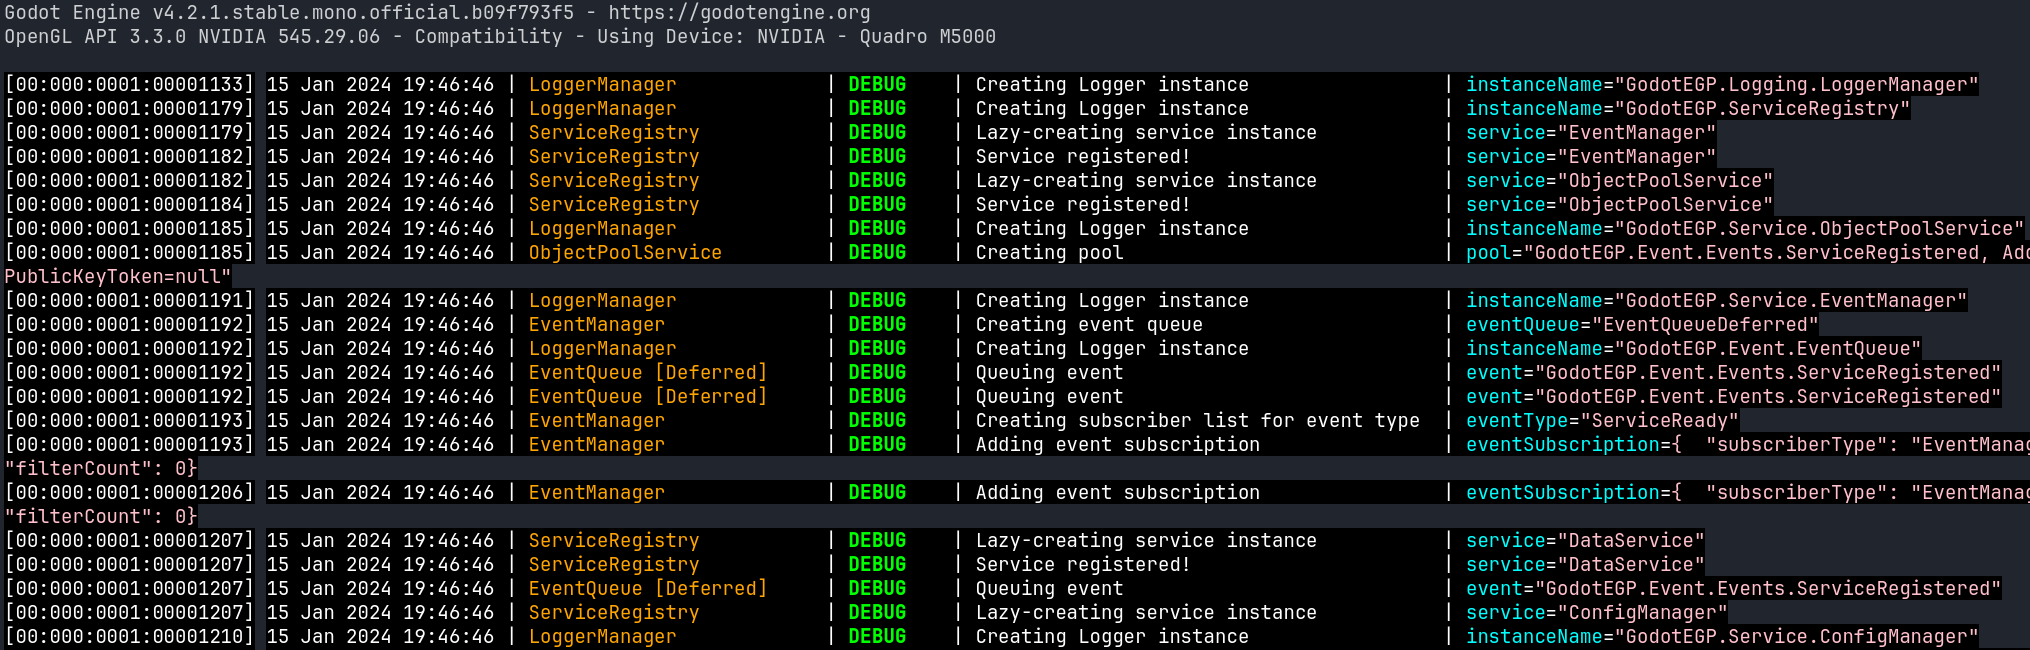 Godot Engine v4.2.1.stable.mono.official.b09f793f5 - https://godotengine.org
OpenGL API 3.3.0 NVIDIA 545.29.06 - Compatibility - Using Device: NVIDIA - Quadro M5000
[00:000:0001:00001133] 15 Jan 2024 19:46:46 | LoggerManager | DEBUG | Creating Logger instance | instanceName="GodotEGP.Logging.LoggerManager"
[00:000:0001:00001179] 15 Jan 2024 19:46:46 | LoggerManager | DEBUG | Creating Logger instance | instanceName="GodotEGP.ServiceRegistry"
[00:000:0001:00001179] 15 Jan 2024 19:46:46 | ServiceRegistry | DEBUG | Lazy-creating service instance | service="EventManager"
[00:000:0001:00001182] 15 Jan 2024 19:46:46 | ServiceRegistry | DEBUG | Service registered! | service="EventManager"
[00:000:0001:00001182] 15 Jan 2024 19:46:46 | ServiceRegistry | DEBUG | Lazy-creating service instance | service="ObjectPoolService"
[00:000:0001:00001184] 15 Jan 2024 19:46:46 | ServiceRegistry | DEBUG | Service registered! | service="ObjectPoolService"
[00:000:0001:00001185] 15 Jan 2024 19:46:46 | LoggerManager | DEBUG | Creating Logger instance | instanceName="GodotEGP.Service.ObjectPoolService"
[00:000:0001:00001185] 15 Jan 2024 19:46:46 | ObjectPoolService | DEBUG | Creating pool | pool="GodotEGP.Event.Events.ServiceRegistered,
PublicKeyToken=null"
[00:000:0001:00001191] 15 Jan 2024 19:46:46 | LoggerManager | DEBUG | Creating Logger instance | instanceName="GodotEGP.Service.EventManager"
[00:000:0001:00001192] 15 Jan 2024 19:46:46 | EventManager | DEBUG | Creating event queue | eventQueue="EventQueueDeferred"
[00:000:0001:00001192] 15 Jan 2024 19:46:46 | LoggerManager | DEBUG | Creating Logger instance | instanceName="GodotEGP.Event.EventQueue"
[00:000:0001:00001192] 15 Jan 2024 19:46:46 | EventQueue [Deferred] | DEBUG | Queuing event | event="GodotEGP.Event.Events.ServiceRegistered"
[00:000:0001:00001192] 15 Jan 2024 19:46:46 | EventQueue [Deferred] | DEBUG | Queuing event | event="GodotEGP.Event.Events.ServiceRegistered"
[00:000:0001:00001193] 15 Jan 2024 19:46:46 | EventManager | DEBUG | Creating subscriber list for event type | eventType="ServiceReady"
[00:000:0001:00001193] 15 Jan 2024 19:46:46 | EventManager | DEBUG | Adding event subscription | eventSubscription={ "subscriberType": "EventManag
"filterCount": 0}
[00:000:0001:00001206] 15 Jan 2024 19:46:46 | EventManager | DEBUG | Adding event subscription | eventSubscription={ "subscriberType": "EventManag
"filterCount": 0}
[00:000:0001:00001207] 15 Jan 2024 19:46:46 | ServiceRegistry | DEBUG | Lazy-creating service instance | service="DataService"
[00:000:0001:00001207] 15 Jan 2024 19:46:46 | ServiceRegistry | DEBUG | Service registered! | service="DataService"
[00:000:0001:00001207] 15 Jan 2024 19:46:46 | EventQueue [Deferred] | DEBUG | Queuing event | event="GodotEGP.Event.Events.ServiceRegistered"
[00:000:0001:00001207] 15 Jan 2024 19:46:46 | ServiceRegistry | DEBUG | Lazy-creating service instance | service="ConfigManager"
[00:000:0001:00001210] 15 Jan 2024 19:46:46 | LoggerManager | DEBUG | Creating Logger instance | instanceName="GodotEGP.Service.ConfigManager"